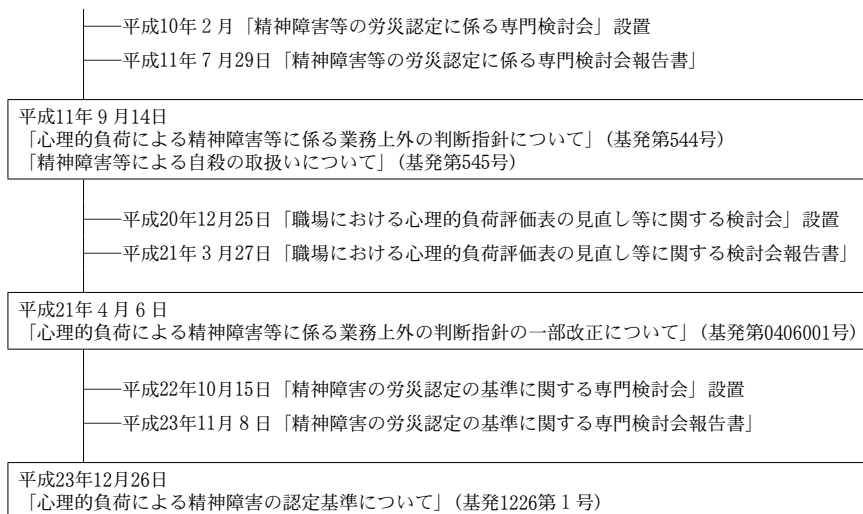 平成10年2月「精神障害等の労災認定に係る専門検討会」設置
平成11年7月29日「精神障害等の労災認定に係る専門検討会報告書」
平成11年9月14日
「心理的負荷による精神障害等に係る業務上外の判断指針について」(基発第544号)
「精神障害等による自殺の取扱いについて」(基発第545号)
平成20年12月25日「職場における心理的負荷評価表の見直し等に関する検討会」設置
平成21年3月27日「職場における心理的負荷評価表の見直し等に関する検討会報告書」
平成21年4月6日
「心理的負荷による精神障害等に係る業務上外の判断指針の一部改正について」(基発第0406001号)
平成22年10月15日「精神障害の労災認定の基準に関する専門検討会」設置
平成23年11月8日「精神障害の労災認定の基準に関する専門検討会報告書」
平成23年12月26日
「心理的負荷による精神障害の認定基準について」(基発1226第1号)